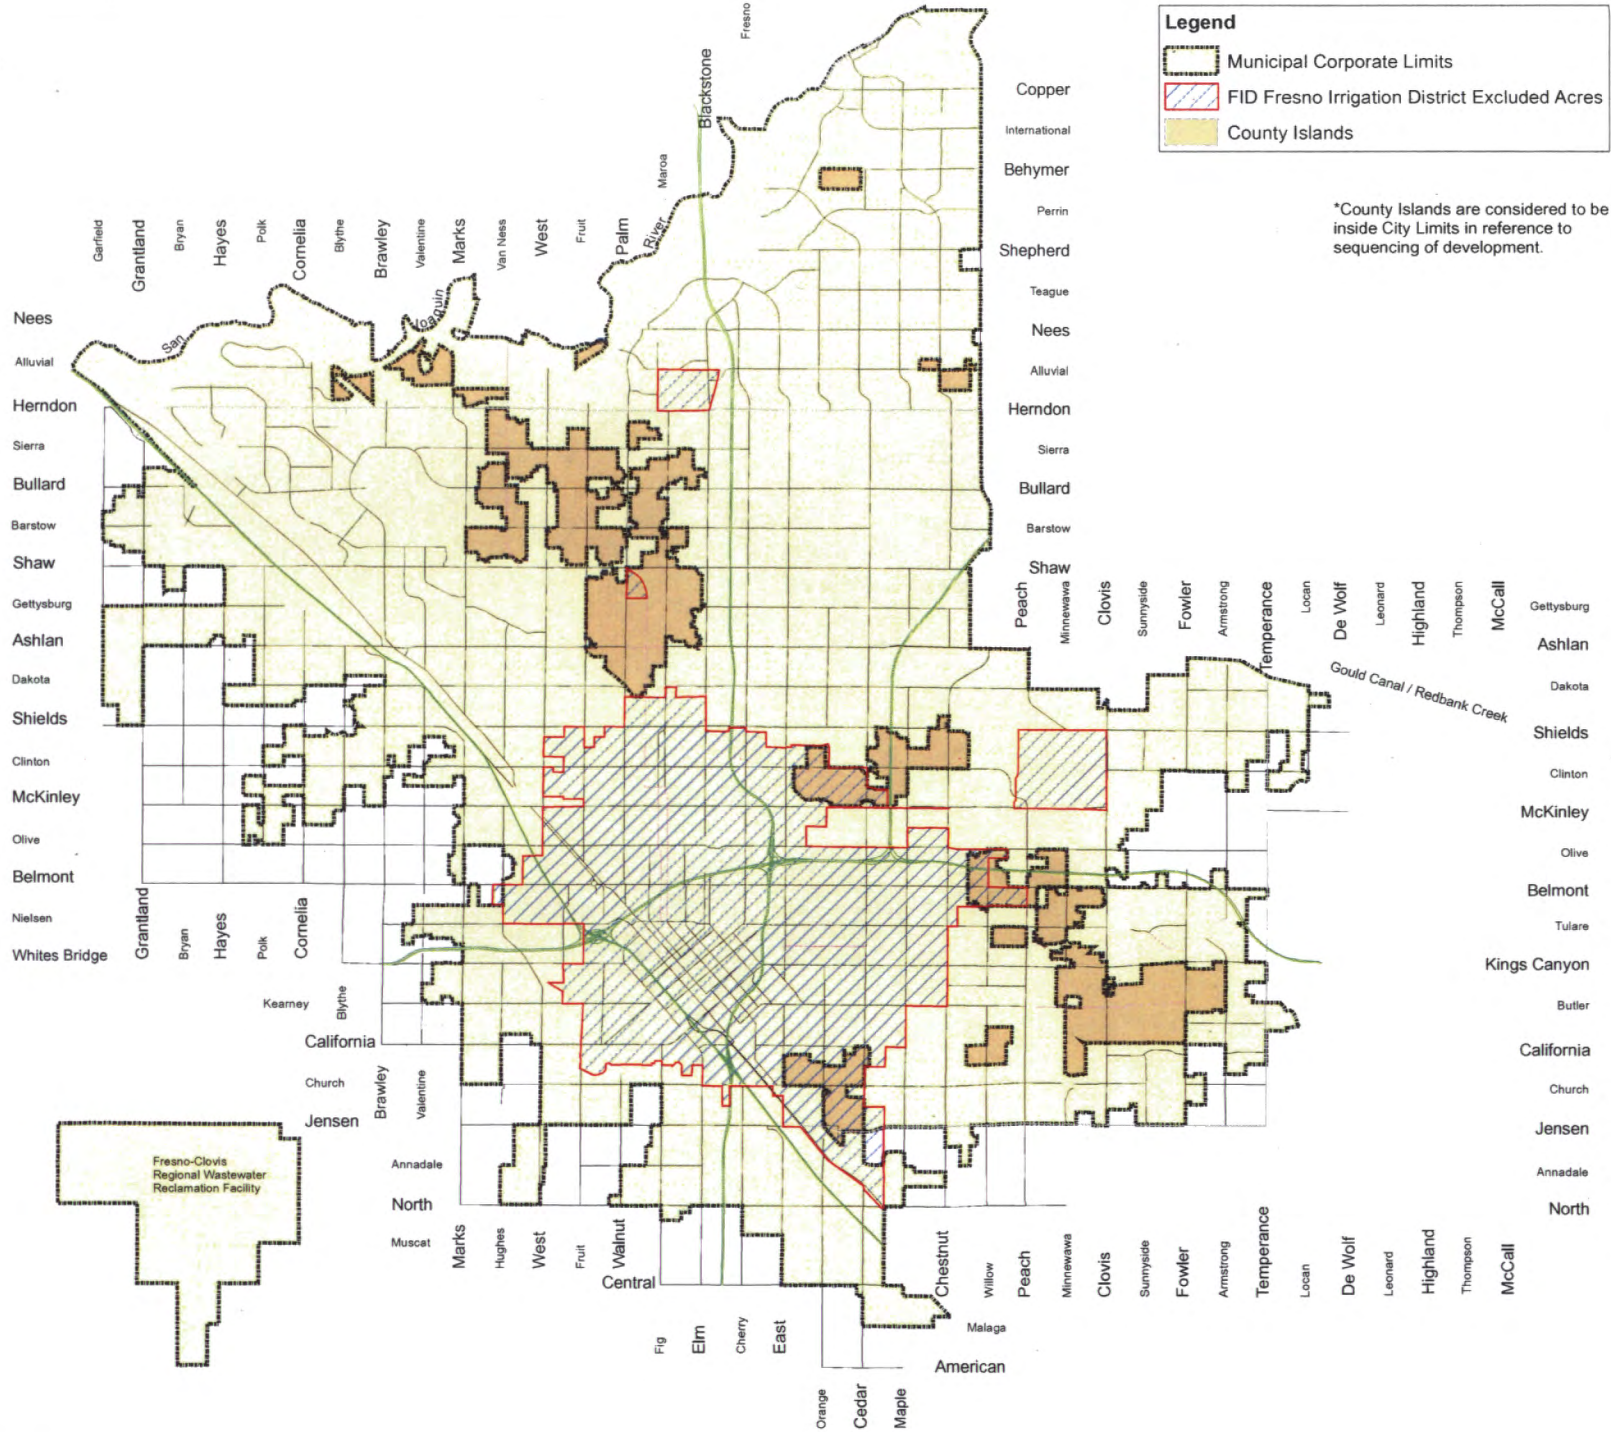 Fresno
Legend
Municipal Corporate Limits
FID Fresno Irrigation District Excluded Acres
County Islands
*County Islands are considered to be
inside City Limits in reference to
sequencing of development.
Blackstone
Maroa
River
Copper
International
Behymer
Perrin
Shepherd
Teague
Nees
Alluvial
Herndon
Sierra
Bullard
Barstow
Shaw
Garfield
Grantland
Bryan
Hayes
Polk
Cornelia
Blythe
Brawley
Valentine
Marks
Van Ness
West
Fruit
Palm
San
Joaquin
Nees
Alluvial
Herndon
Sierra
Bullard
Barstow
Shaw
Gettysburg
Ashlan
Dakota
Shields
Clinton
McKinley
Olive
Belmont
Nielsen
Whites Bridge
Peach
Minnewawa
Clovis
Sunnyside
Fowler
Armstrong
Temperance
Locan
De Wolf
Leonard
Highland
Thompson
McCall
Gettysburg
Ashlan
Dakota
Gould Canal / Redbank Creek
Shields
Clinton
McKinley
Olive
Belmont
Tulare
Kings Canyon
Butler
California
Church
Jensen
Annadale
North
Grantland
Bryan
Hayes
Polk
Cornelia
Kearney
Blythe
California
Church
Brawley
Valentine
Jensen
Annadale
North
Muscat
Fresno-Clovis
Regional Wastewater
Reclamation Facility
Marks
Hughes
West
Fruit
Walnut
Central
Fig
Elm
Cherry
East
Chestnut
Willow
Peach
Minnewawa
Clovis
Sunnyside
Fowler
Armstrong
Temperance
Locan
De Wolf
Leonard
Highland
Thompson
McCall
Malaga
American
Orange
Cedar
Maple